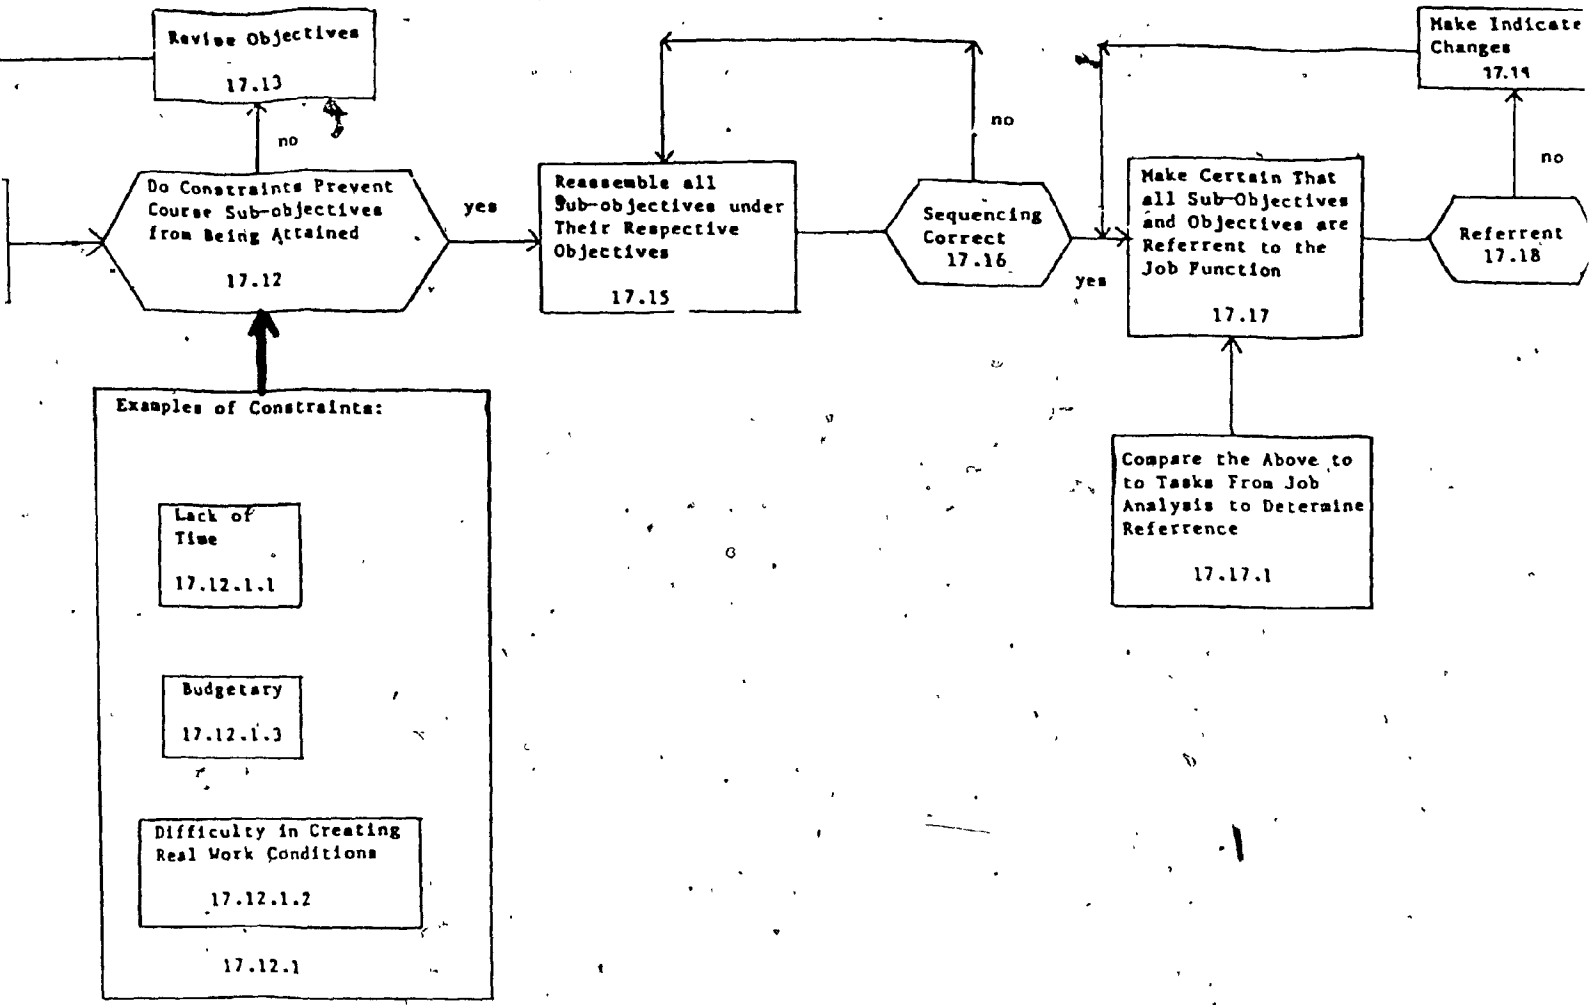 Revise Objectives
17.13
no
Do Constraints Prevent
Course Sub-objectives
from Being Attained
17.12
yes
Reassemble all
Sub-objectives under
Their Respective
Objectives
17.15
no
Sequencing
Correct
17.16
yes
Make Certain That
all Sub-Objectives
and Objectives are
Referrent to the
Job Function
17.17
Make Indicate
Changes
17.19
no
Referrent
17.18
Examples of Constraints:
Lack of
Time
17.12.1.1
Budgetary
17.12.1.3
Difficulty in Creating
Real Work Conditions
17.12.1.2
17.12.1
Compare the Above to
to Tasks From Job
Analysis to Determine
Referrence
17.17.1